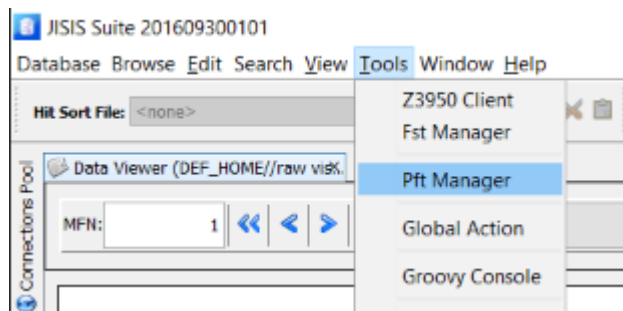 JISIS Suite 201609300101
Database Browse Edit Search View Tools Window Help
Hit Sort File: <none>
Z3950 Client
Fst Manager
Pft Manager
Global Action
Groovy Console
Connections Pool
Data Viewer (DEF_HOME//raw
MFN: 1